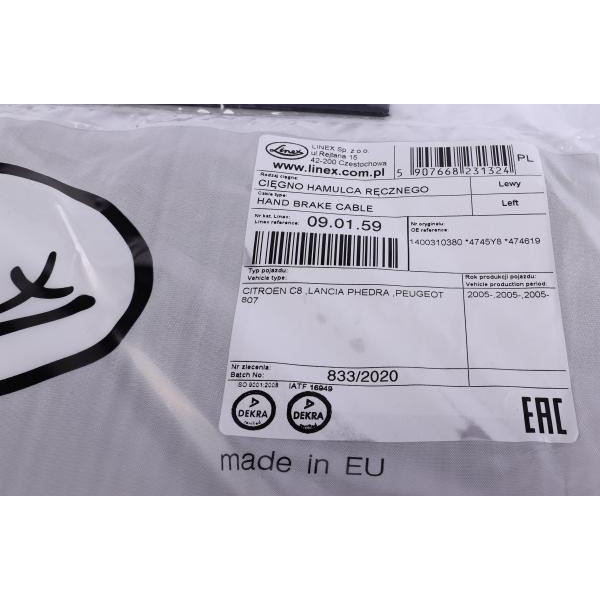 Linex
LINEX Sp. z o.o.
ul.Rejtana 15
42-200 Częstochowa
www.linex.com.pl
5 907668 231324
PL
Rodzaj cięgna:
CIĘGNO HAMULCA RĘCZNEGO
Lewy
Cable type:
HAND BRAKE CABLE
Left
Nr kat. Linex:
Linex reference:
09.01.59
Nr oryginału:
OE reference:
1400310380 *4745Y8 *474619
Typ pojazdu:
Vehicle type:
Rok produkcji pojazdu:
Vehicle production period:
CITROEN C8 ,LANCIA PHEDRA ,PEUGEOT
807
2005-,2005-,2005-
Nr zlecenia:
Batch No:
833/2020
ISO 9001:2008
IATF 16949
DEKRA
DEKRA
EAC
made in EU